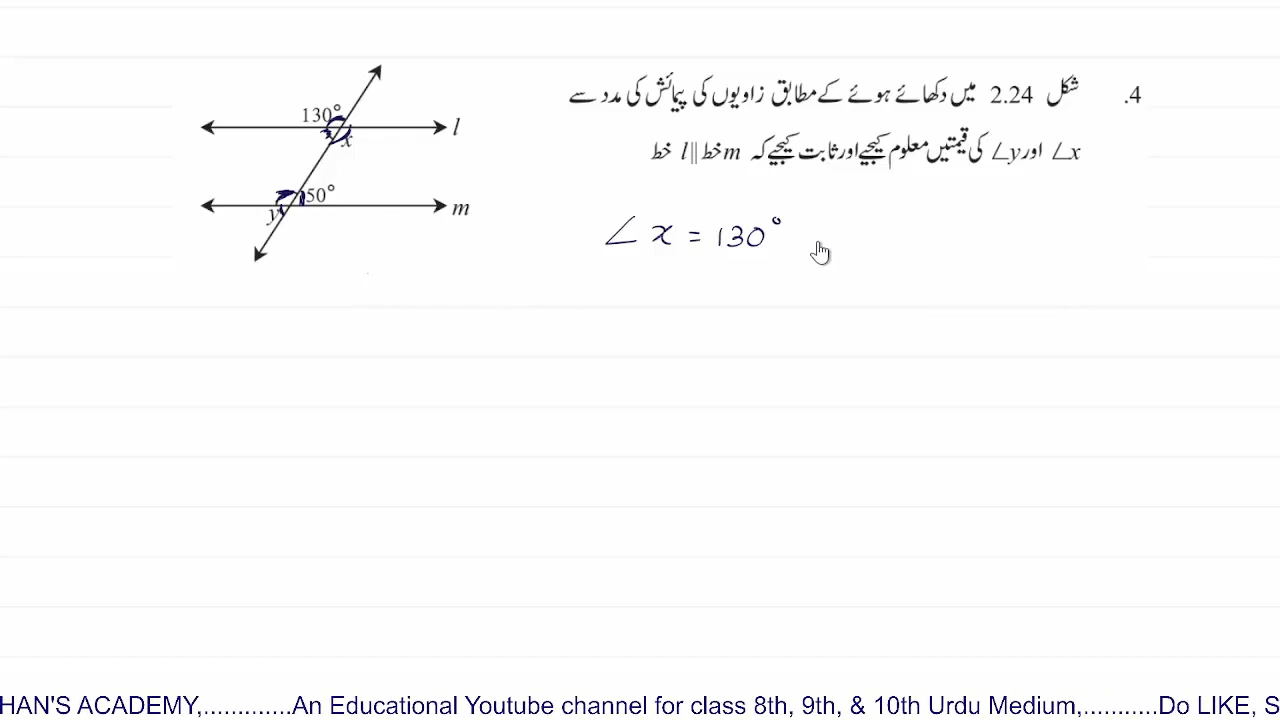 4. شکل 2.24 میں دکھائے ہوئے کے مطابق زاویوں کی پیمائش کی مدد سے
∠x اور ∠y کی قیمتیں معلوم کیجیے اور ثابت کیجیے کہ خط l || خط m
130°
x
l
50°
y
m
∠x = 130°
HAN'S ACADEMY,.............An Educational Youtube channel for class 8th, 9th, & 10th Urdu Medium,...........Do LIKE, S